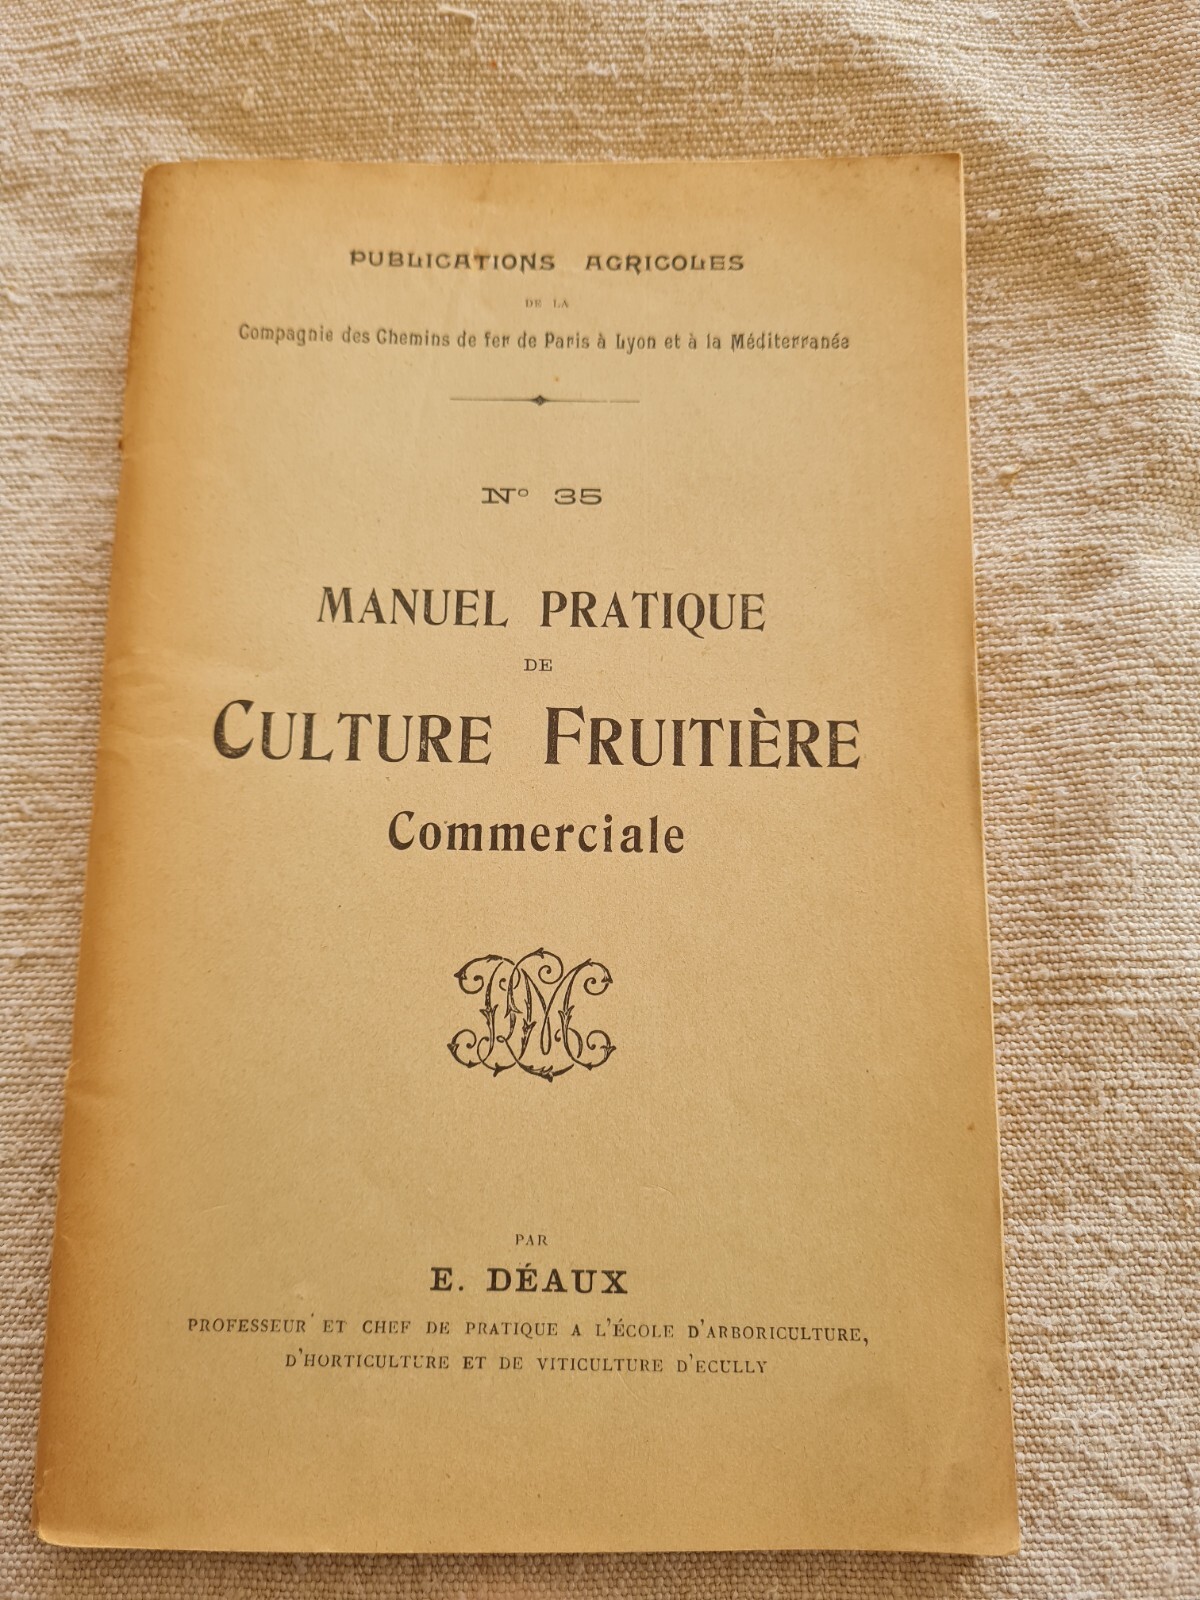 PUBLICATIONS AGRICOLES
DE LA
Compagnie des Chemins de fer de Paris à Lyon et à la Méditerranée
N° 35
MANUEL PRATIQUE
DE
CULTURE FRUITIÈRE
Commerciale
PAR
E. DÉAUX
PROFESSEUR ET CHEF DE PRATIQUE A L'ÉCOLE D'ARBORICULTURE,
D'HORTICULTURE ET DE VITICULTURE D'ECULLY